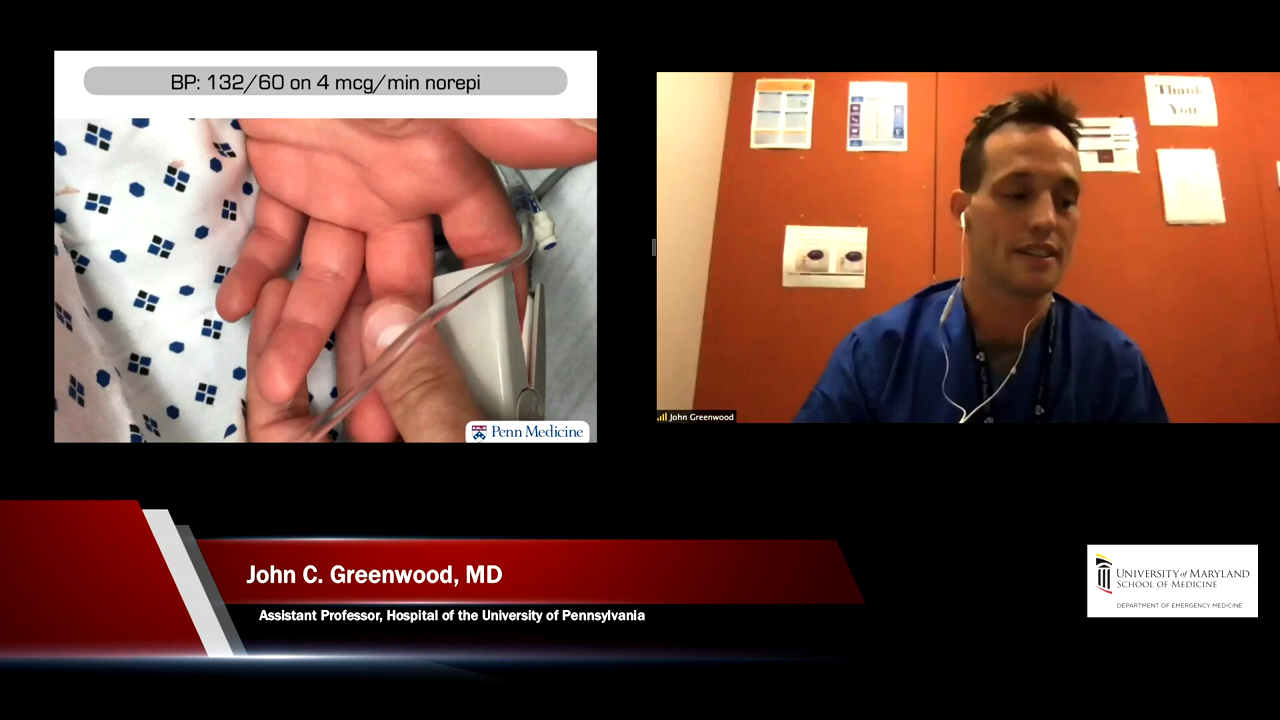 BP: 132/60 on 4 mcg/min norepi
Penn Medicine
Thank
You
John Greenwood
John C. Greenwood, MD
Assistant Professor, Hospital of the University of Pennsylvania
UNIVERSITY of MARYLAND
SCHOOL OF MEDICINE
DEPARTMENT OF EMERGENCY MEDICINE